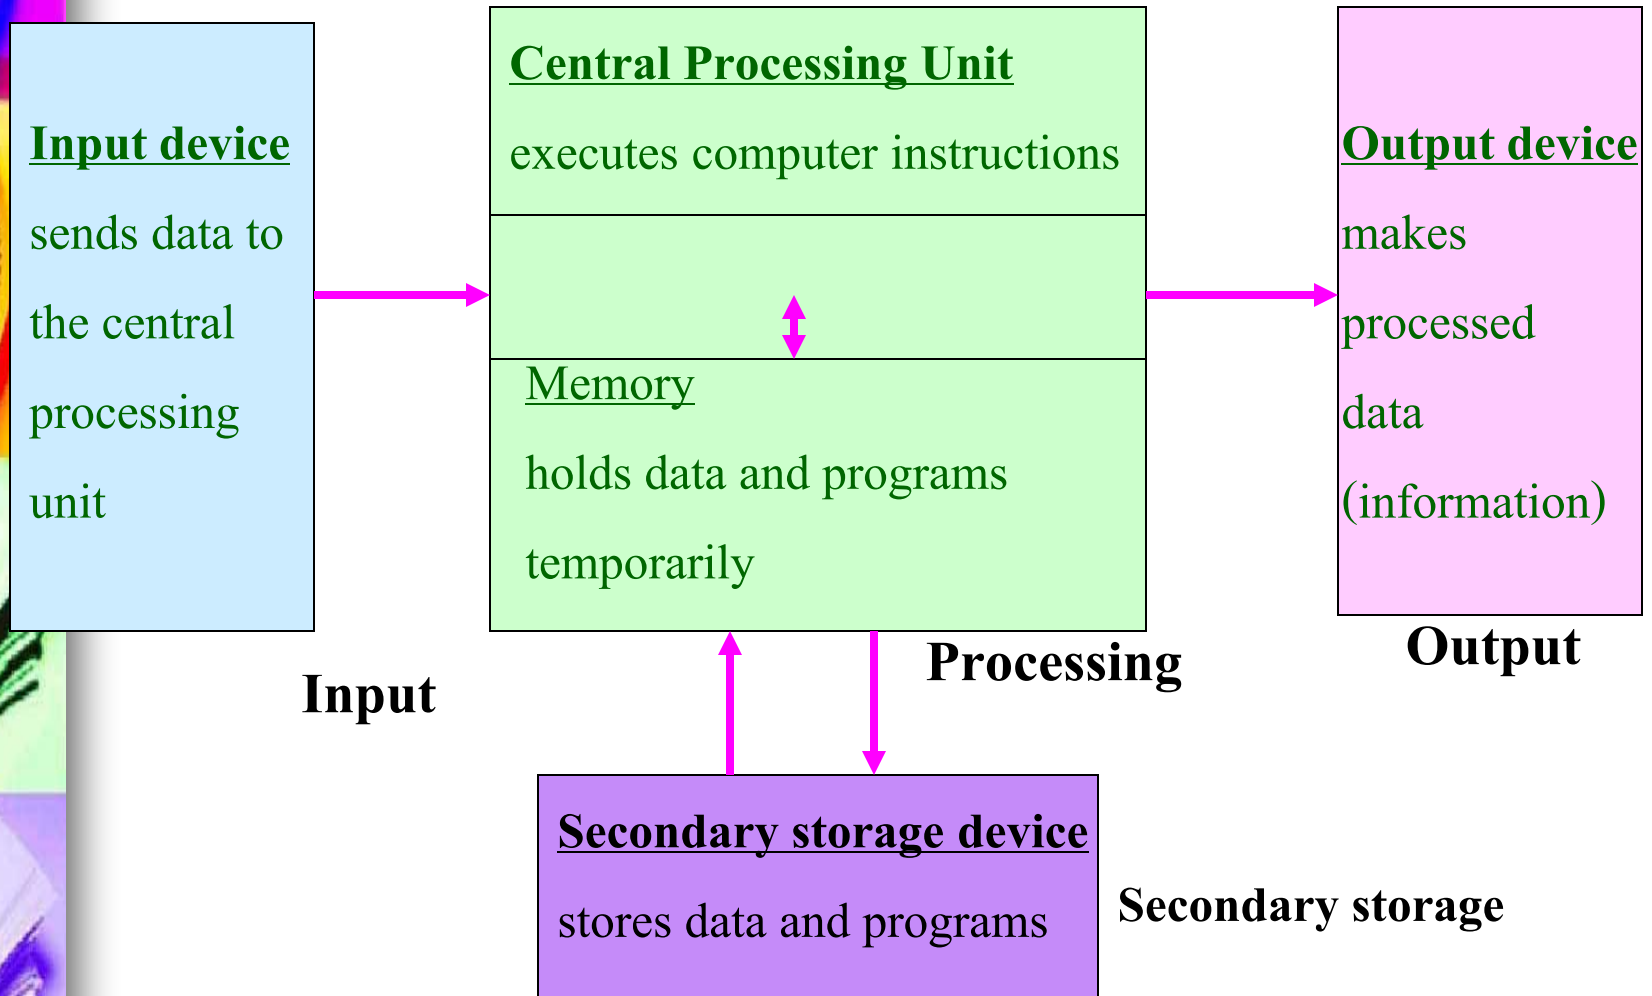 Input device
sends data to
the central
processing
unit
Input
Central Processing Unit
executes computer instructions
Memory
holds data and programs
temporarily
Processing
Output device
makes
processed
data
(information)
Output
Secondary storage device
stores data and programs
Secondary storage